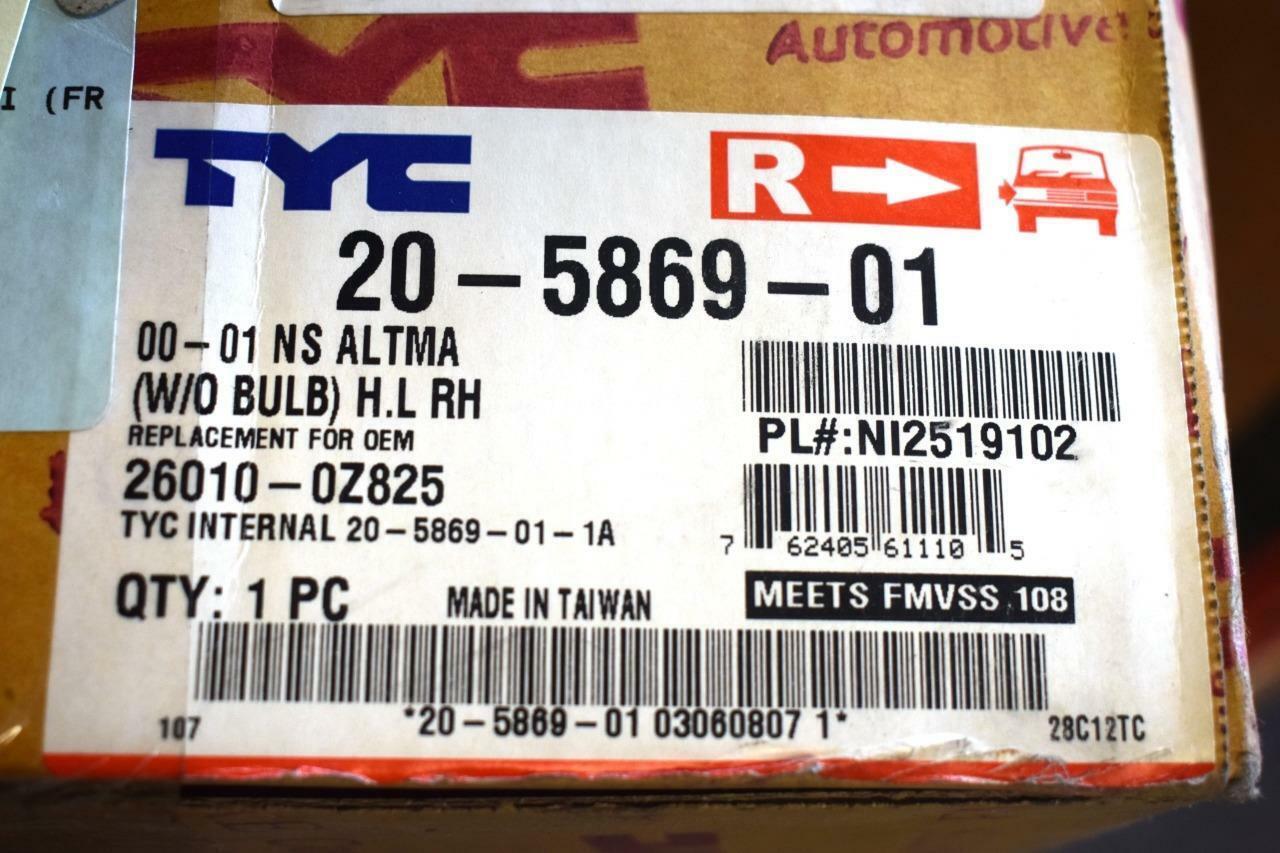 Automotive
I (FR
TYC
R
20-5869-01
00-01 NS ALTMA
(W/O BULB) H.L RH
REPLACEMENT FOR OEM
26010-0Z825
TYC INTERNAL 20-5869-01-1A
PL#:NI2519102
7 62405 61110 5
QTY: 1 PC
MADE IN TAIWAN
MEETS FMVSS 108
*20-5869-01 03060807 1*
107
28C12TC